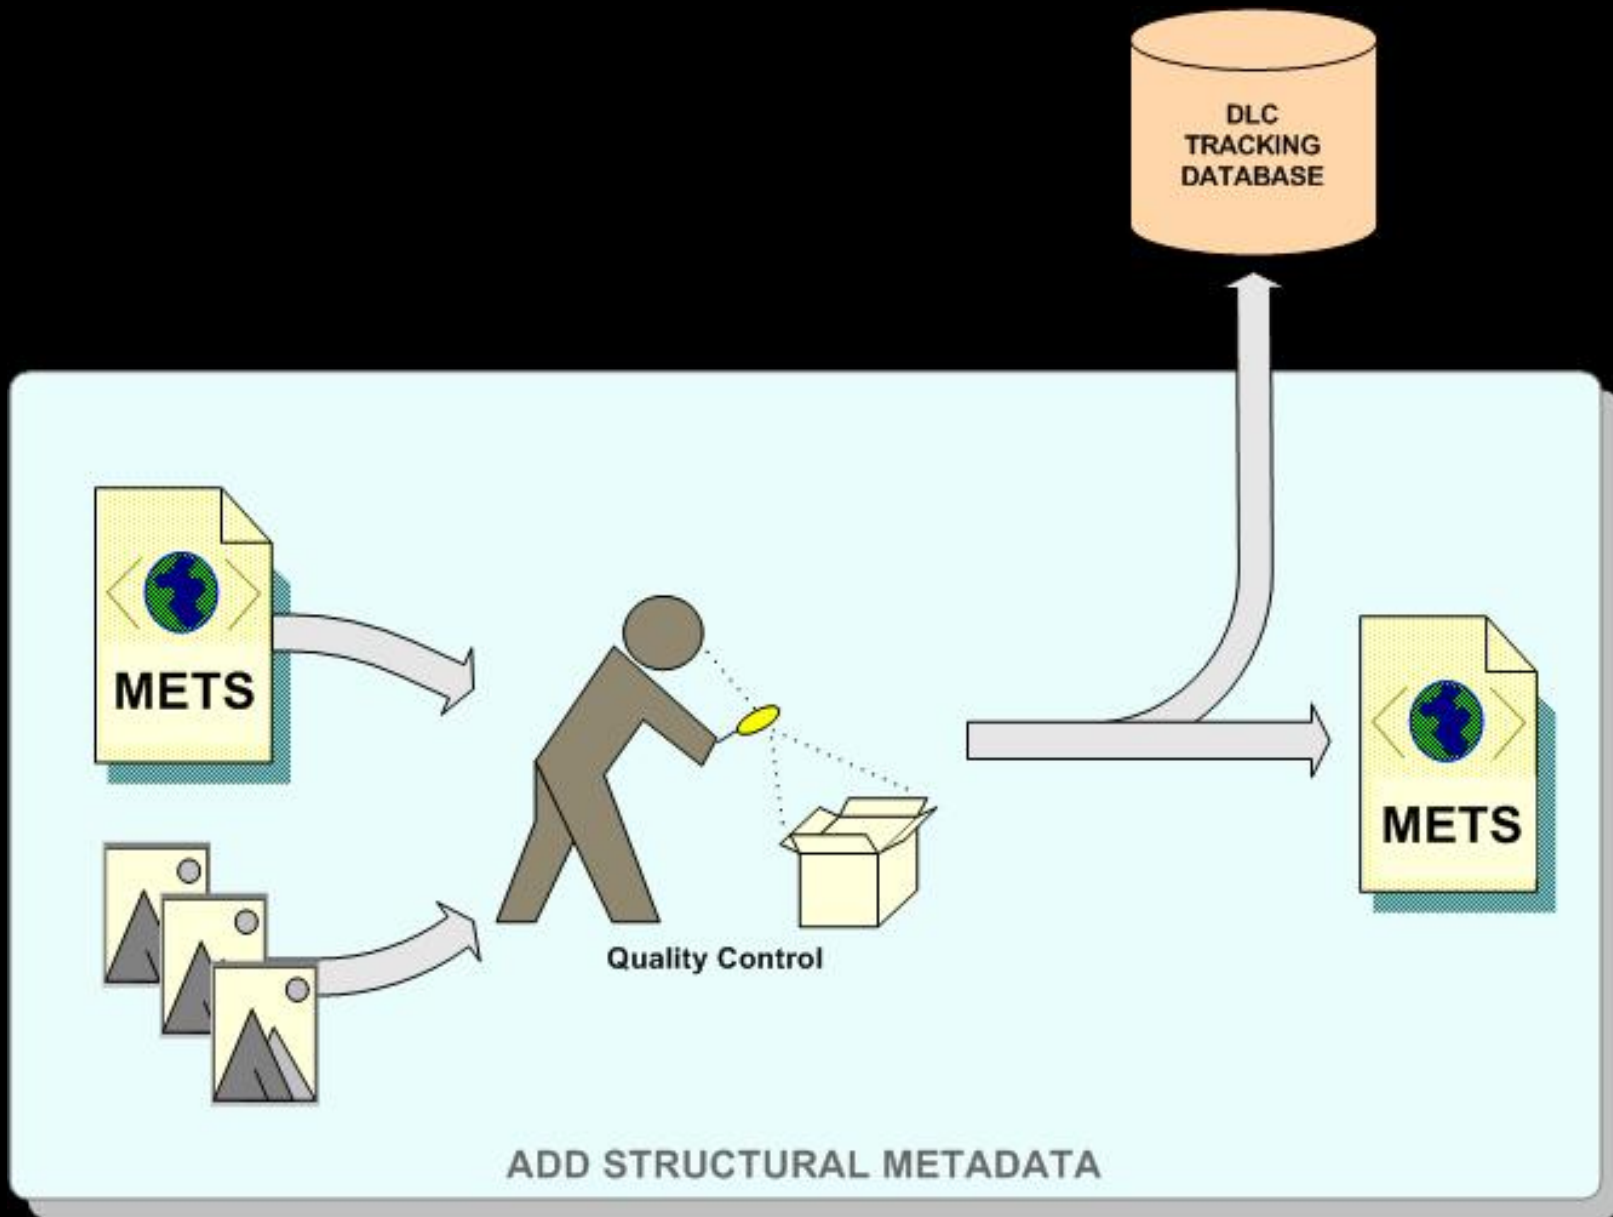 DLC
TRACKING
DATABASE
METS
METS
Quality Control
ADD STRUCTURAL METADATA